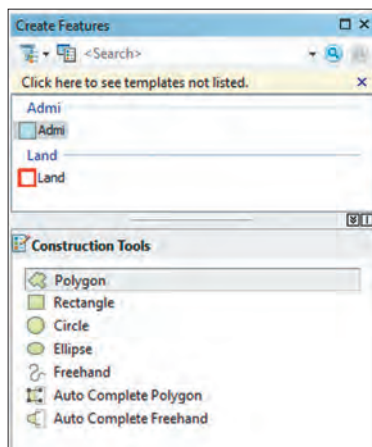 Create Features
<Search>
Click here to see templates not listed.
Admi
Admi
Land
Land
Construction Tools
Polygon
Rectangle
Circle
Ellipse
Freehand
Auto Complete Polygon
Auto Complete Freehand